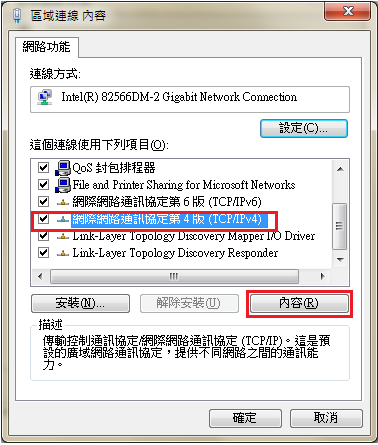 區域連線 內容
網路功能
連線方式:
Intel(R) 82566DM-2 Gigabit Network Connection
設定(C)...
這個連線使用下列項目(O):
QoS 封包排程器
File and Printer Sharing for Microsoft Networks
網際網路通訊協定第 6 版 (TCP/IPv6)
網際網路通訊協定第 4 版 (TCP/IPv4)
Link-Layer Topology Discovery Mapper I/O Driver
Link-Layer Topology Discovery Responder
安裝(N)...
解除安裝(U)
內容(R)
描述
傳輸控制通訊協定/網際網路通訊協定 (TCP/IP)。這是預
設的廣域網路通訊協定，提供不同網路之間的通訊能
力。
確定
取消